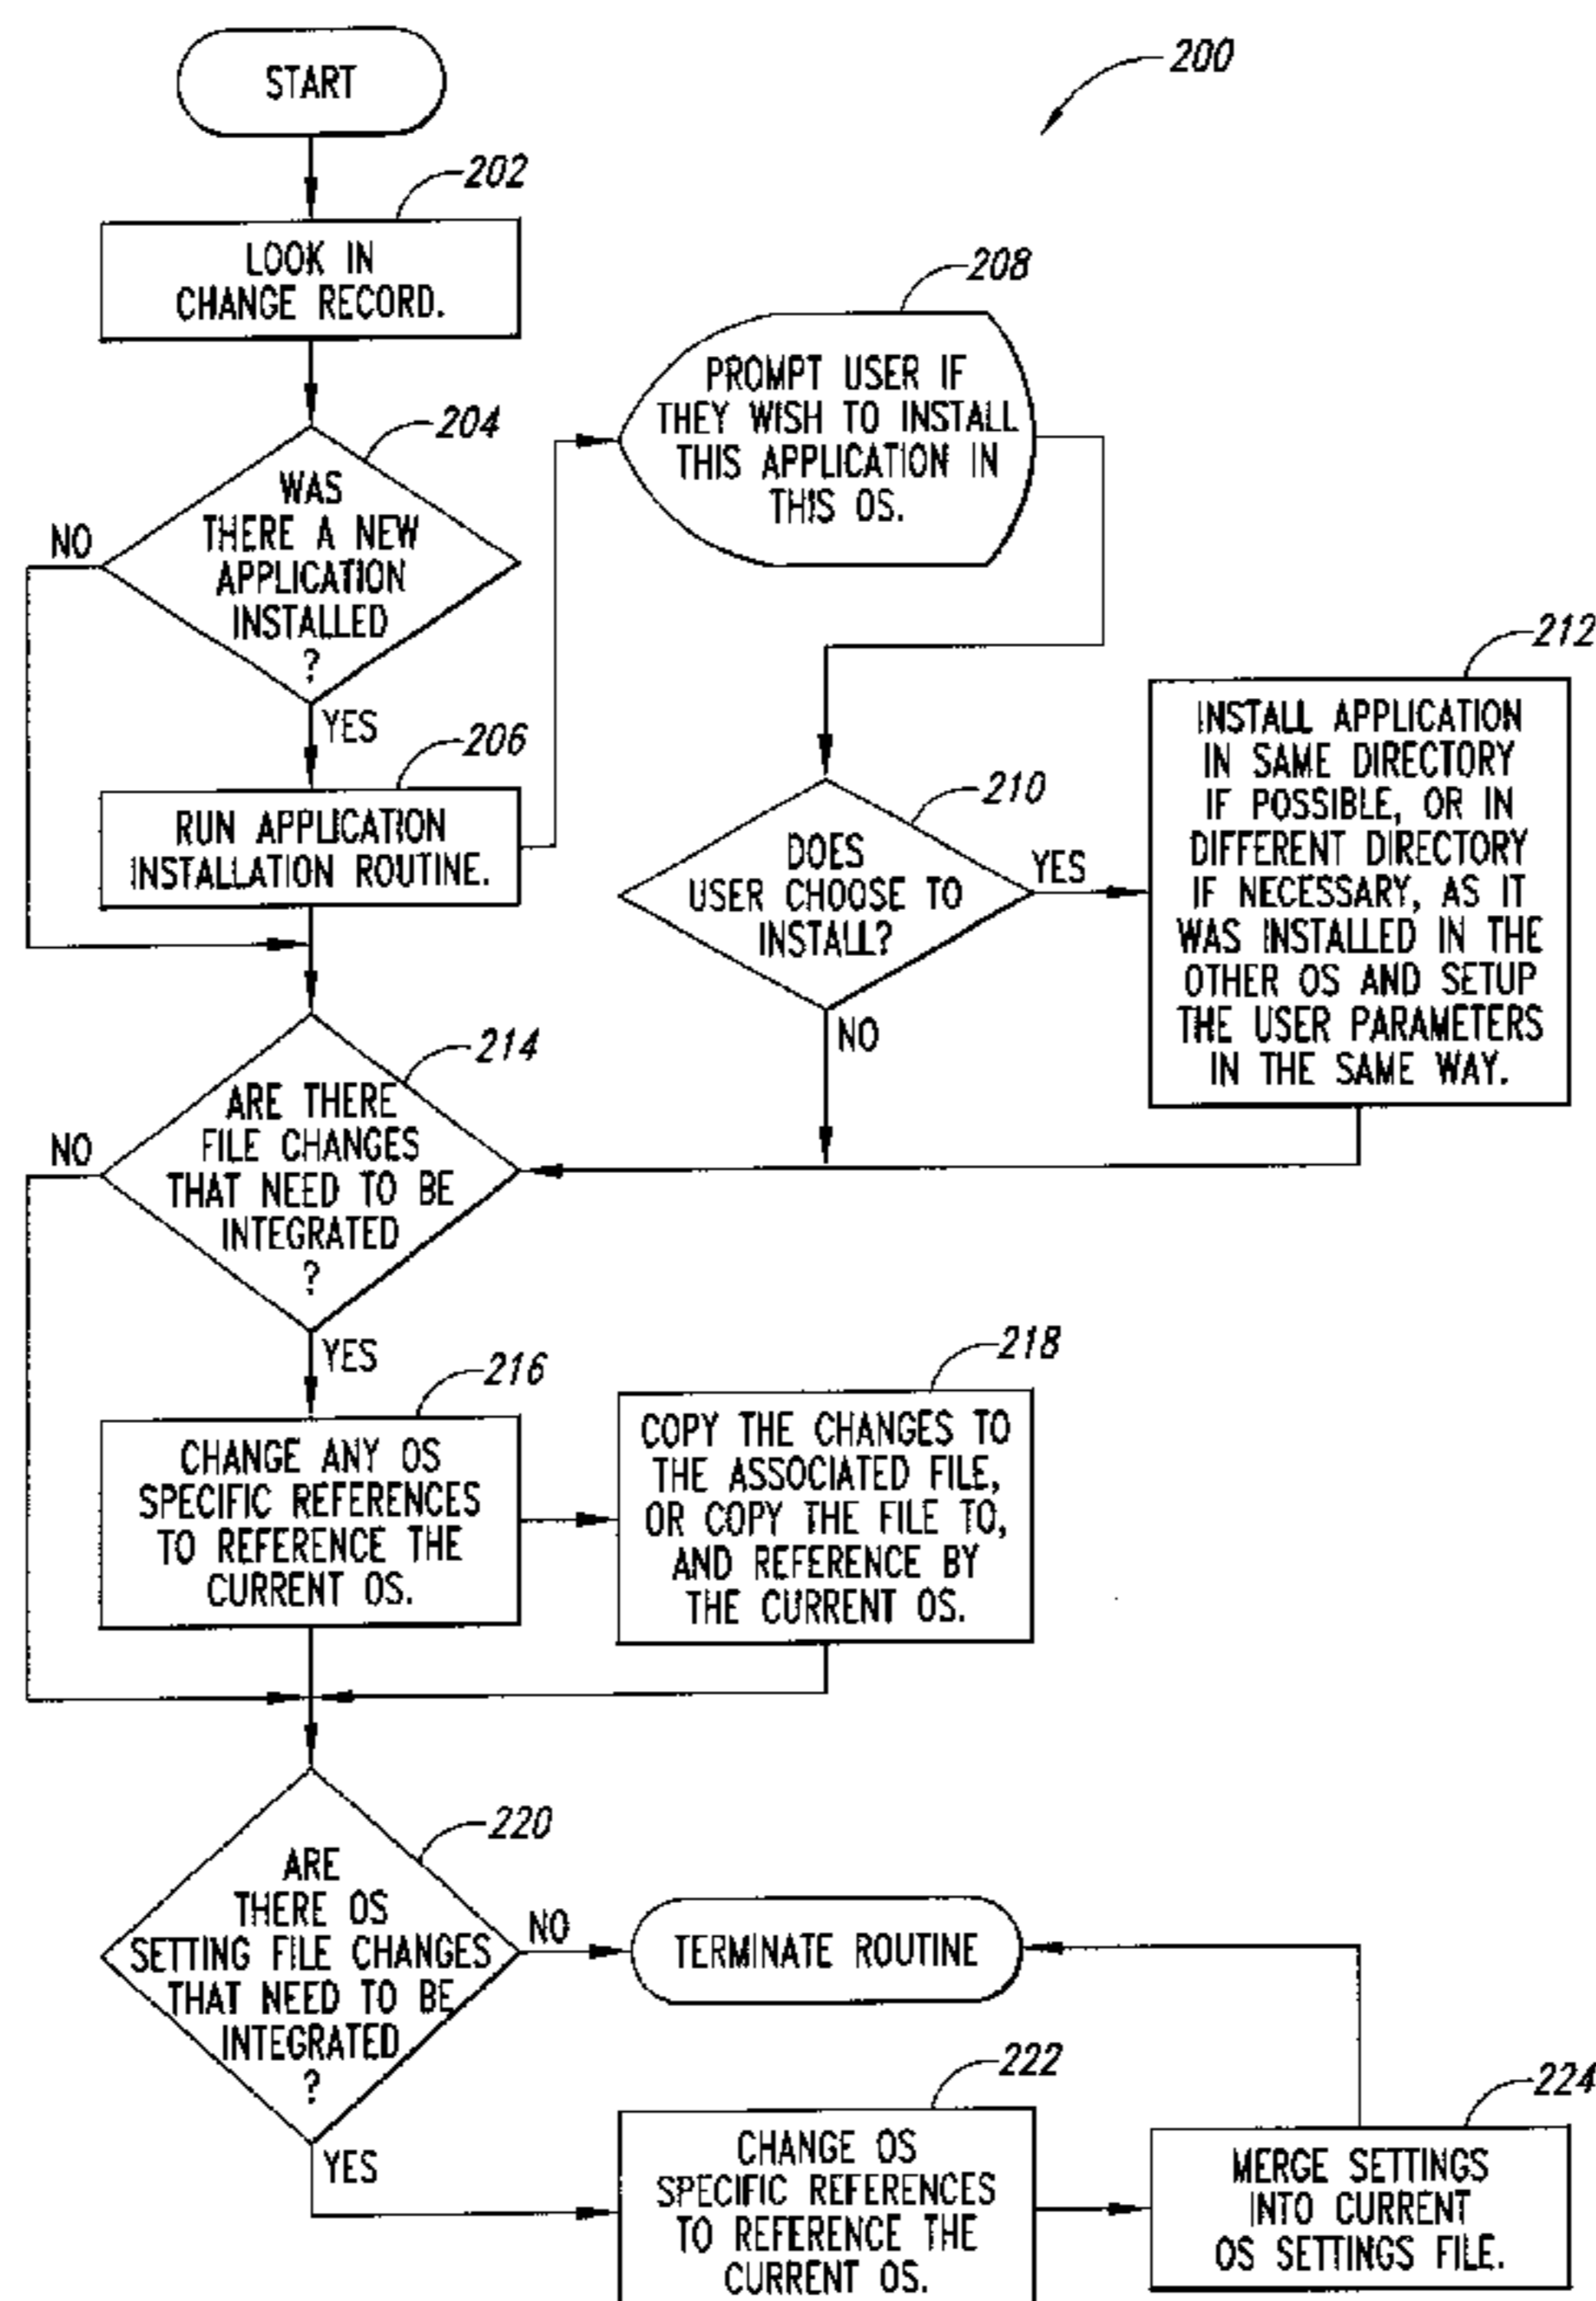 START
200
202
LOOK IN
CHANGE RECORD.
204
WAS
THERE A NEW
APPLICATION
INSTALLED
?
NO
YES
206
RUN APPLICATION
INSTALLATION ROUTINE.
208
PROMPT USER IF
THEY WISH TO INSTALL
THIS APPLICATION IN
THIS OS.
210
DOES
USER CHOOSE TO
INSTALL?
YES
NO
212
INSTALL APPLICATION
IN SAME DIRECTORY
IF POSSIBLE, OR IN
DIFFERENT DIRECTORY
IF NECESSARY, AS IT
WAS INSTALLED IN THE
OTHER OS AND SETUP
THE USER PARAMETERS
IN THE SAME WAY.
214
ARE THERE
FILE CHANGES
THAT NEED TO BE
INTEGRATED
?
NO
YES
216
CHANGE ANY OS
SPECIFIC REFERENCES
TO REFERENCE THE
CURRENT OS.
218
COPY THE CHANGES TO
THE ASSOCIATED FILE,
OR COPY THE FILE TO,
AND REFERENCE BY
THE CURRENT OS.
220
ARE
THERE OS
SETTING FILE CHANGES
THAT NEED TO BE
INTEGRATED
?
NO
TERMINATE ROUTINE
YES
222
CHANGE OS
SPECIFIC REFERENCES
TO REFERENCE THE
CURRENT OS.
224
MERGE SETTINGS
INTO CURRENT
OS SETTINGS FILE.